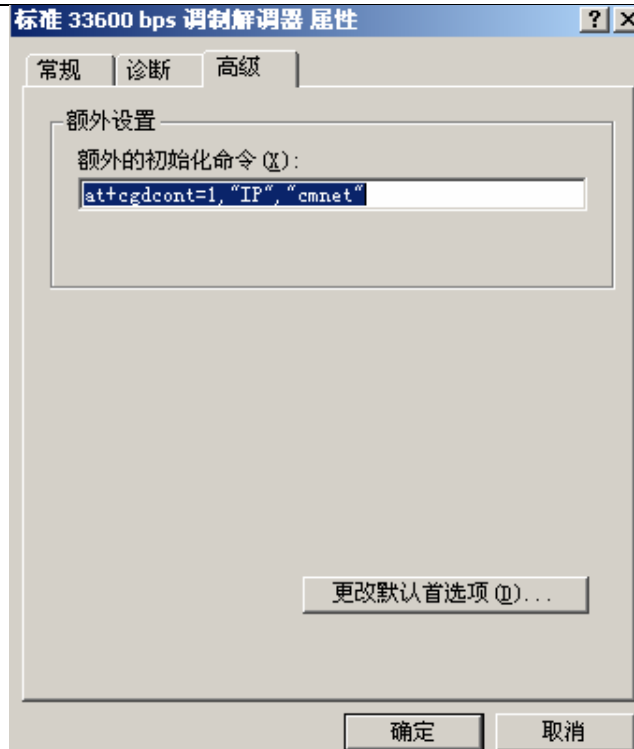 标准 33600 bps 调制解调器 属性
常规
诊断
高级
额外设置
额外的初始化命令(X):
at+cgdcont=1,"IP","cmnet"
更改默认首选项(D)...
确定
取消